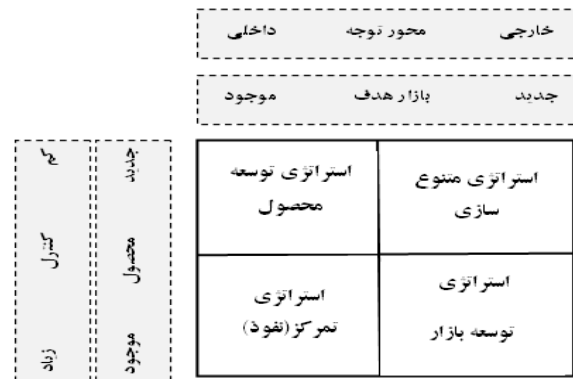 خارجی محور توجه داخلی
جدید بازار هدف موجود
استراتژی متنوع
سازی
استراتژی توسعه
محصول
استراتژی
توسعه بازار
استراتژی
تمرکز(نفوذ)
جدید محصول موجود
کم کنترل زیاد